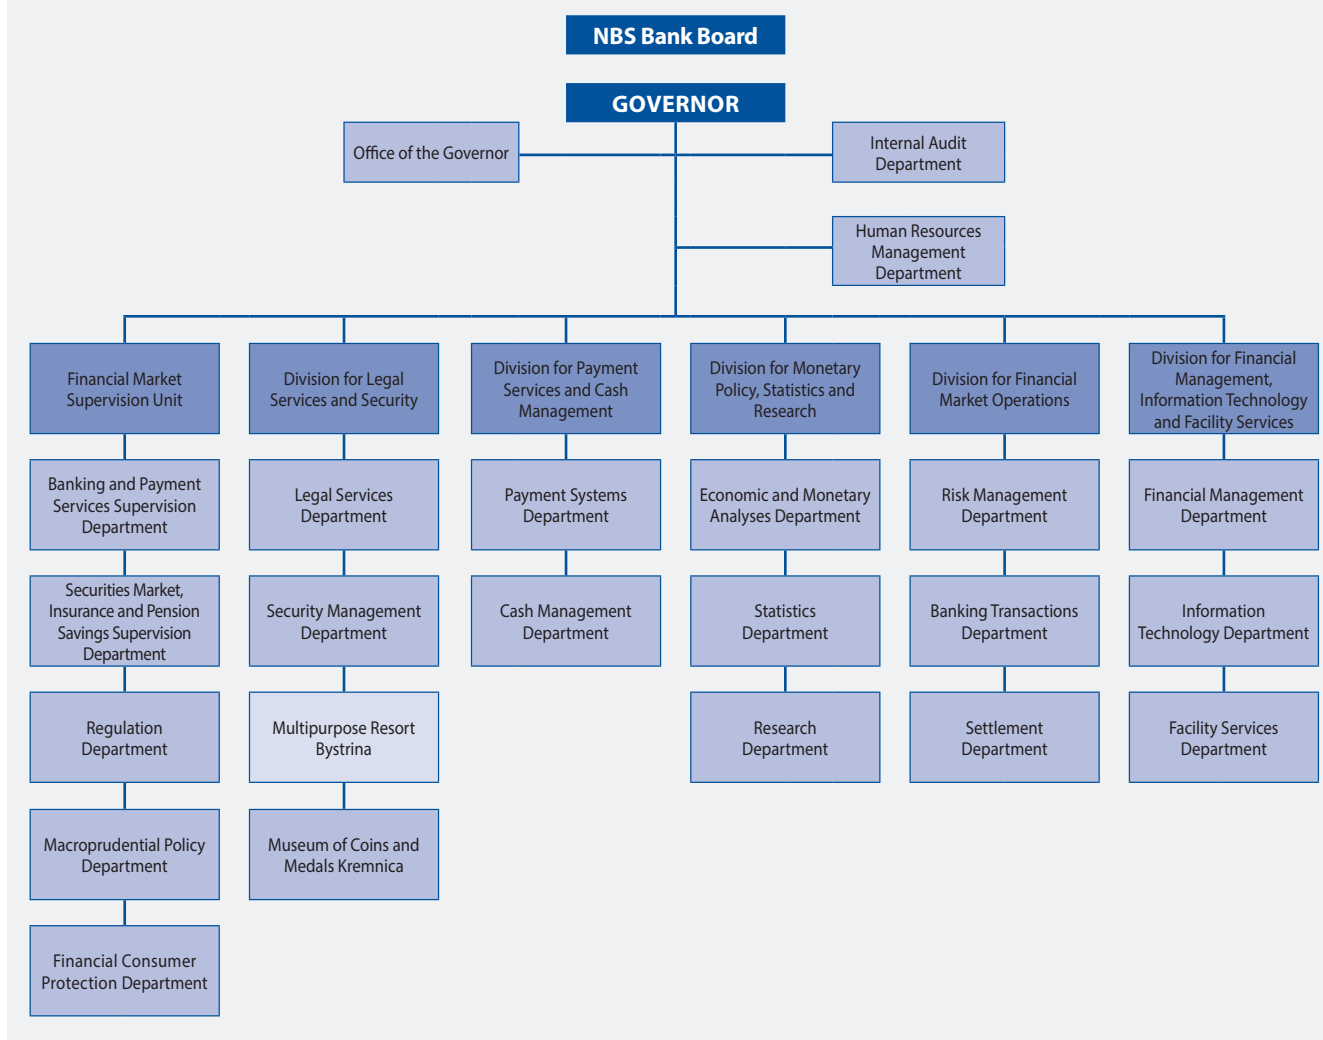 NBS Bank Board
GOVERNOR
Office of the Governor
Internal Audit
Department
Human Resources
Management
Department
Financial Market
Supervision Unit
Division for Legal
Services and Security
Division for Payment
Services and Cash
Management
Division for Monetary
Policy, Statistics and
Research
Division for Financial
Market Operations
Division for Financial
Management,
Information Technology
and Facility Services
Banking and Payment
Services Supervision
Department
Legal Services
Department
Payment Systems
Department
Economic and Monetary
Analyses Department
Risk Management
Department
Financial Management
Department
Securities Market,
Insurance and Pension
Savings Supervision
Department
Security Management
Department
Cash Management
Department
Statistics
Department
Banking Transactions
Department
Information
Technology Department
Regulation
Department
Multipurpose Resort
Bystrina
Research
Department
Settlement
Department
Facility Services
Department
Macroprudential Policy
Department
Museum of Coins and
Medals Kremnica
Financial Consumer
Protection Department